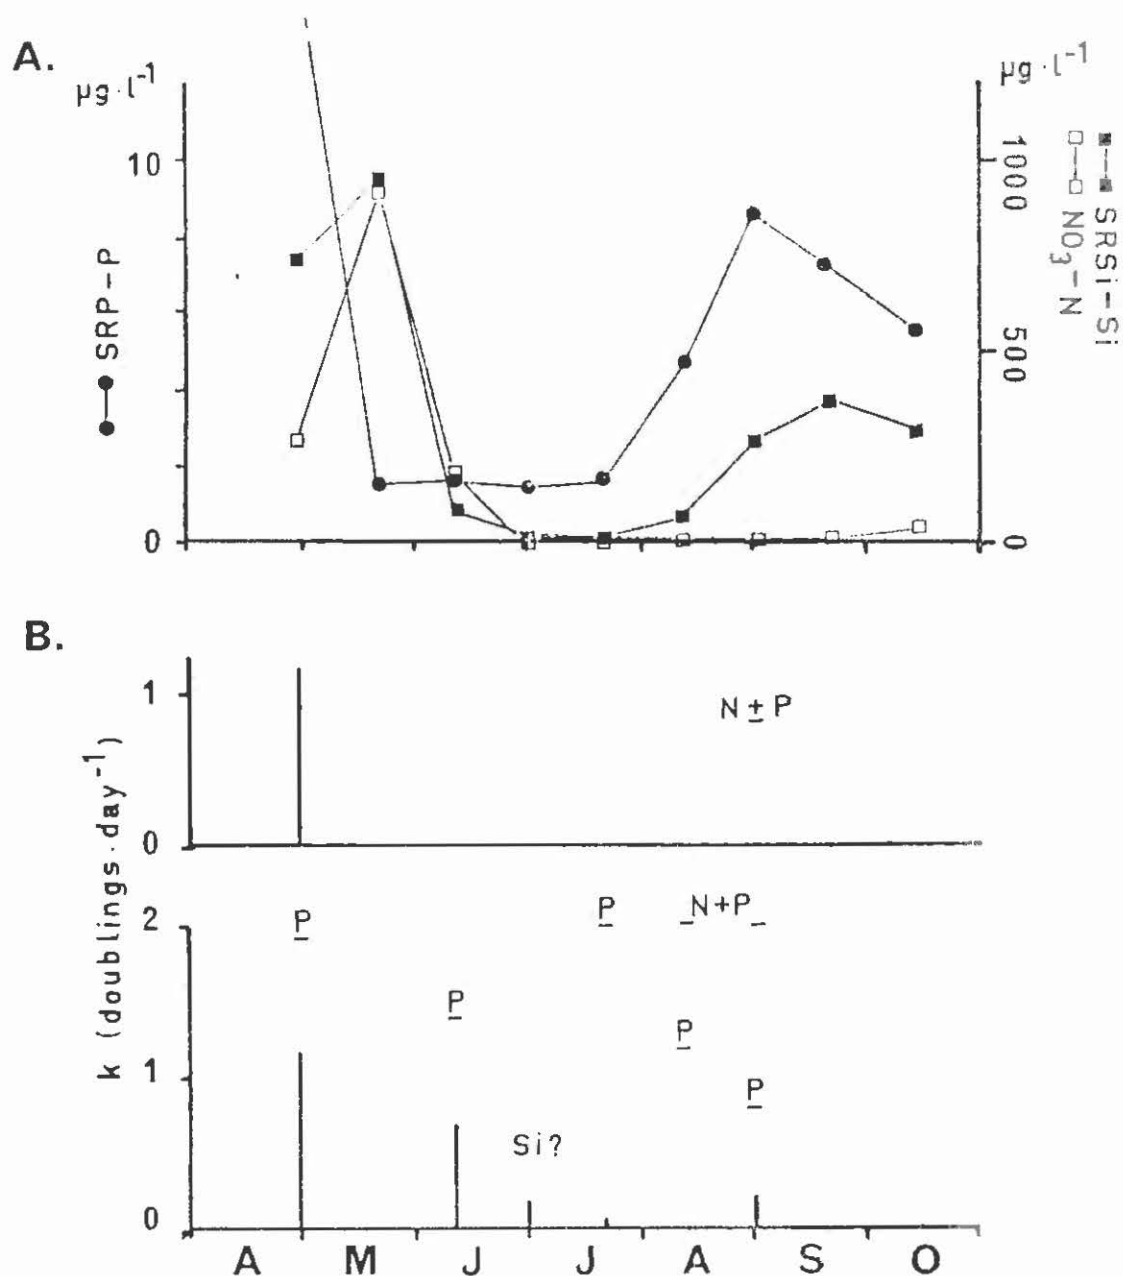 A.
µg·l⁻¹
10
0
●—● SRP-P
µg·l⁻¹
1000
500
0
■--■ SRSi-Si
□—□ NO₃-N
B.
k (doublings·day⁻¹)
1
0
N ± P
2
1
0
P
P
Si?
P
N+P
P
P
A M J J A S O